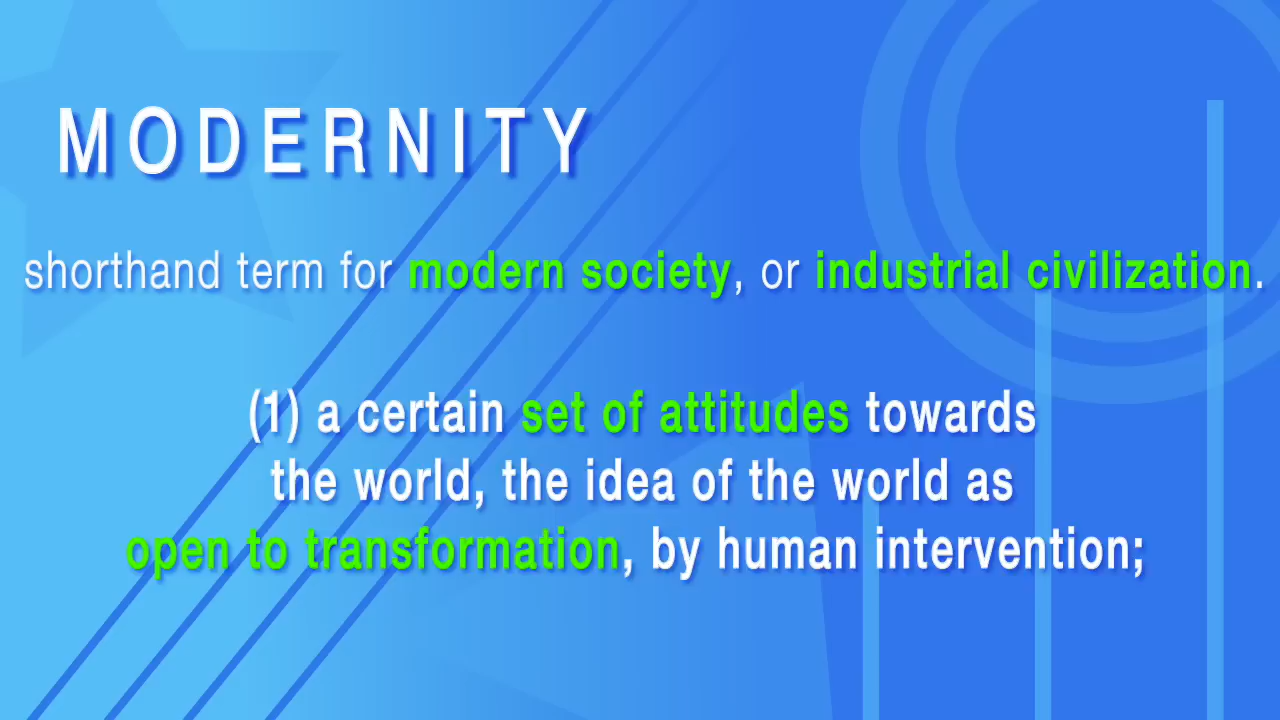 MODERNITY
shorthand term for modern society, or industrial civilization.
(1) a certain set of attitudes towards
the world, the idea of the world as
open to transformation, by human intervention;